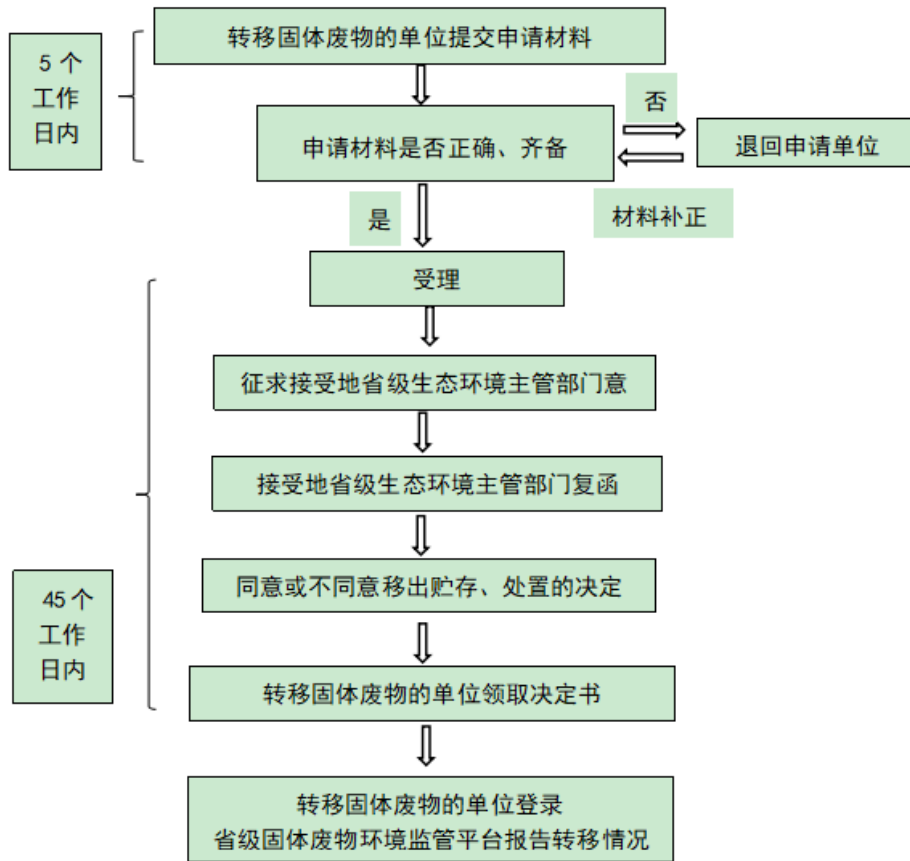 转移固体废物的单位提交申请材料
5 个
工作
日内
否
申请材料是否正确、齐备
退回申请单位
是
材料补正
受理
征求接受地省级生态环境主管部门意
接受地省级生态环境主管部门复函
同意或不同意移出贮存、处置的决定
45 个
工作
日内
转移固体废物的单位领取决定书
转移固体废物的单位登录
省级固体废物环境监管平台报告转移情况